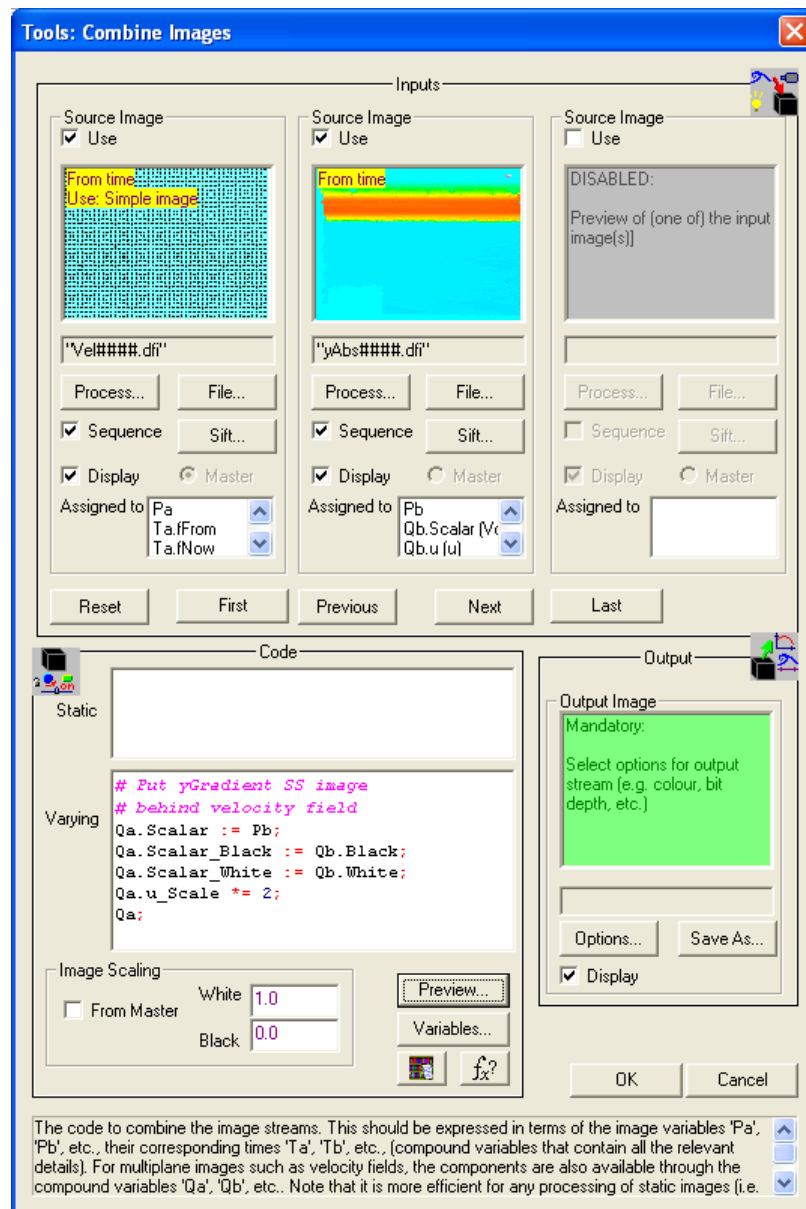 Tools: Combine Images
Inputs
Source Image
Use
From time
Use: Simple image
"Vel####.dfi"
Process...
File...
Sequence
Sift...
Display
Master
Assigned to
Pa
Ta.fFrom
Ta.fNow
Source Image
Use
From time
"yAbs####.dfi"
Process...
File...
Sequence
Sift...
Display
Master
Assigned to
Pb
Qb.Scalar (Vo
Qb.u (u)
Source Image
Use
DISABLED:
Preview of (one of) the input
image(s)]
Process...
File...
Sequence
Sift...
Display
Master
Assigned to
Reset
First
Previous
Next
Last
Code
Static
Varying
# Put yGradient SS image
# behind velocity field
Qa.Scalar := Pb;
Qa.Scalar_Black := Qb.Black;
Qa.Scalar_White := Qb.White;
Qa.u_Scale *= 2;
Qa;
Image Scaling
From Master
White 1.0
Black 0.0
Preview...
Variables...
fx?
Output
Output Image
Mandatory:
Select options for output
stream (e.g. colour, bit
depth, etc.)
Options...
Save As...
Display
OK
Cancel
The code to combine the image streams. This should be expressed in terms of the image variables 'Pa',
'Pb', etc., their corresponding times 'Ta', 'Tb', etc., (compound variables that contain all the relevant
details). For multiplane images such as velocity fields, the components are also available through the
compound variables 'Qa', 'Qb', etc.. Note that it is more efficient for any processing of static images (i.e.